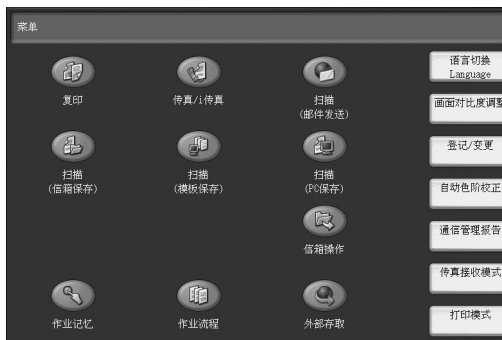 菜单
复印
传真/i传真
扫描
(邮件发送)
扫描
(信箱保存)
扫描
(模板保存)
扫描
(PC保存)
信箱操作
作业记忆
作业流程
外部存取
语言切换
Language
画面对比度调整
登记/变更
自动色阶校正
通信管理报告
传真接收模式
打印模式